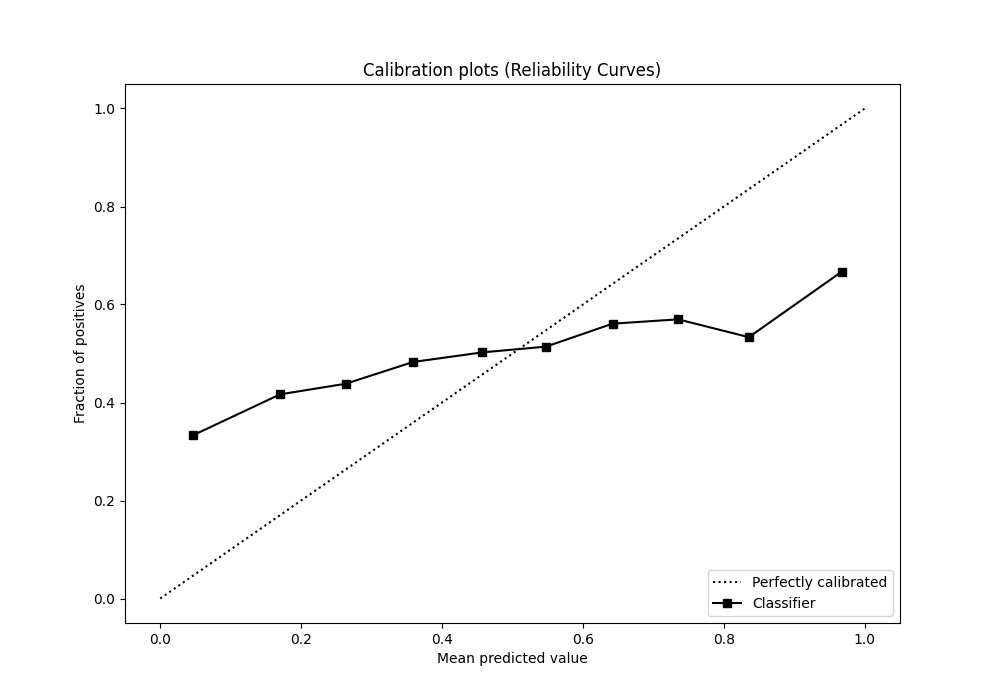 Calibration plots (Reliability Curves)
Fraction of positives
1.0
0.8
0.6
0.4
0.2
0.0
0.0 0.2 0.4 0.6 0.8 1.0
Mean predicted value
Perfectly calibrated
Classifier